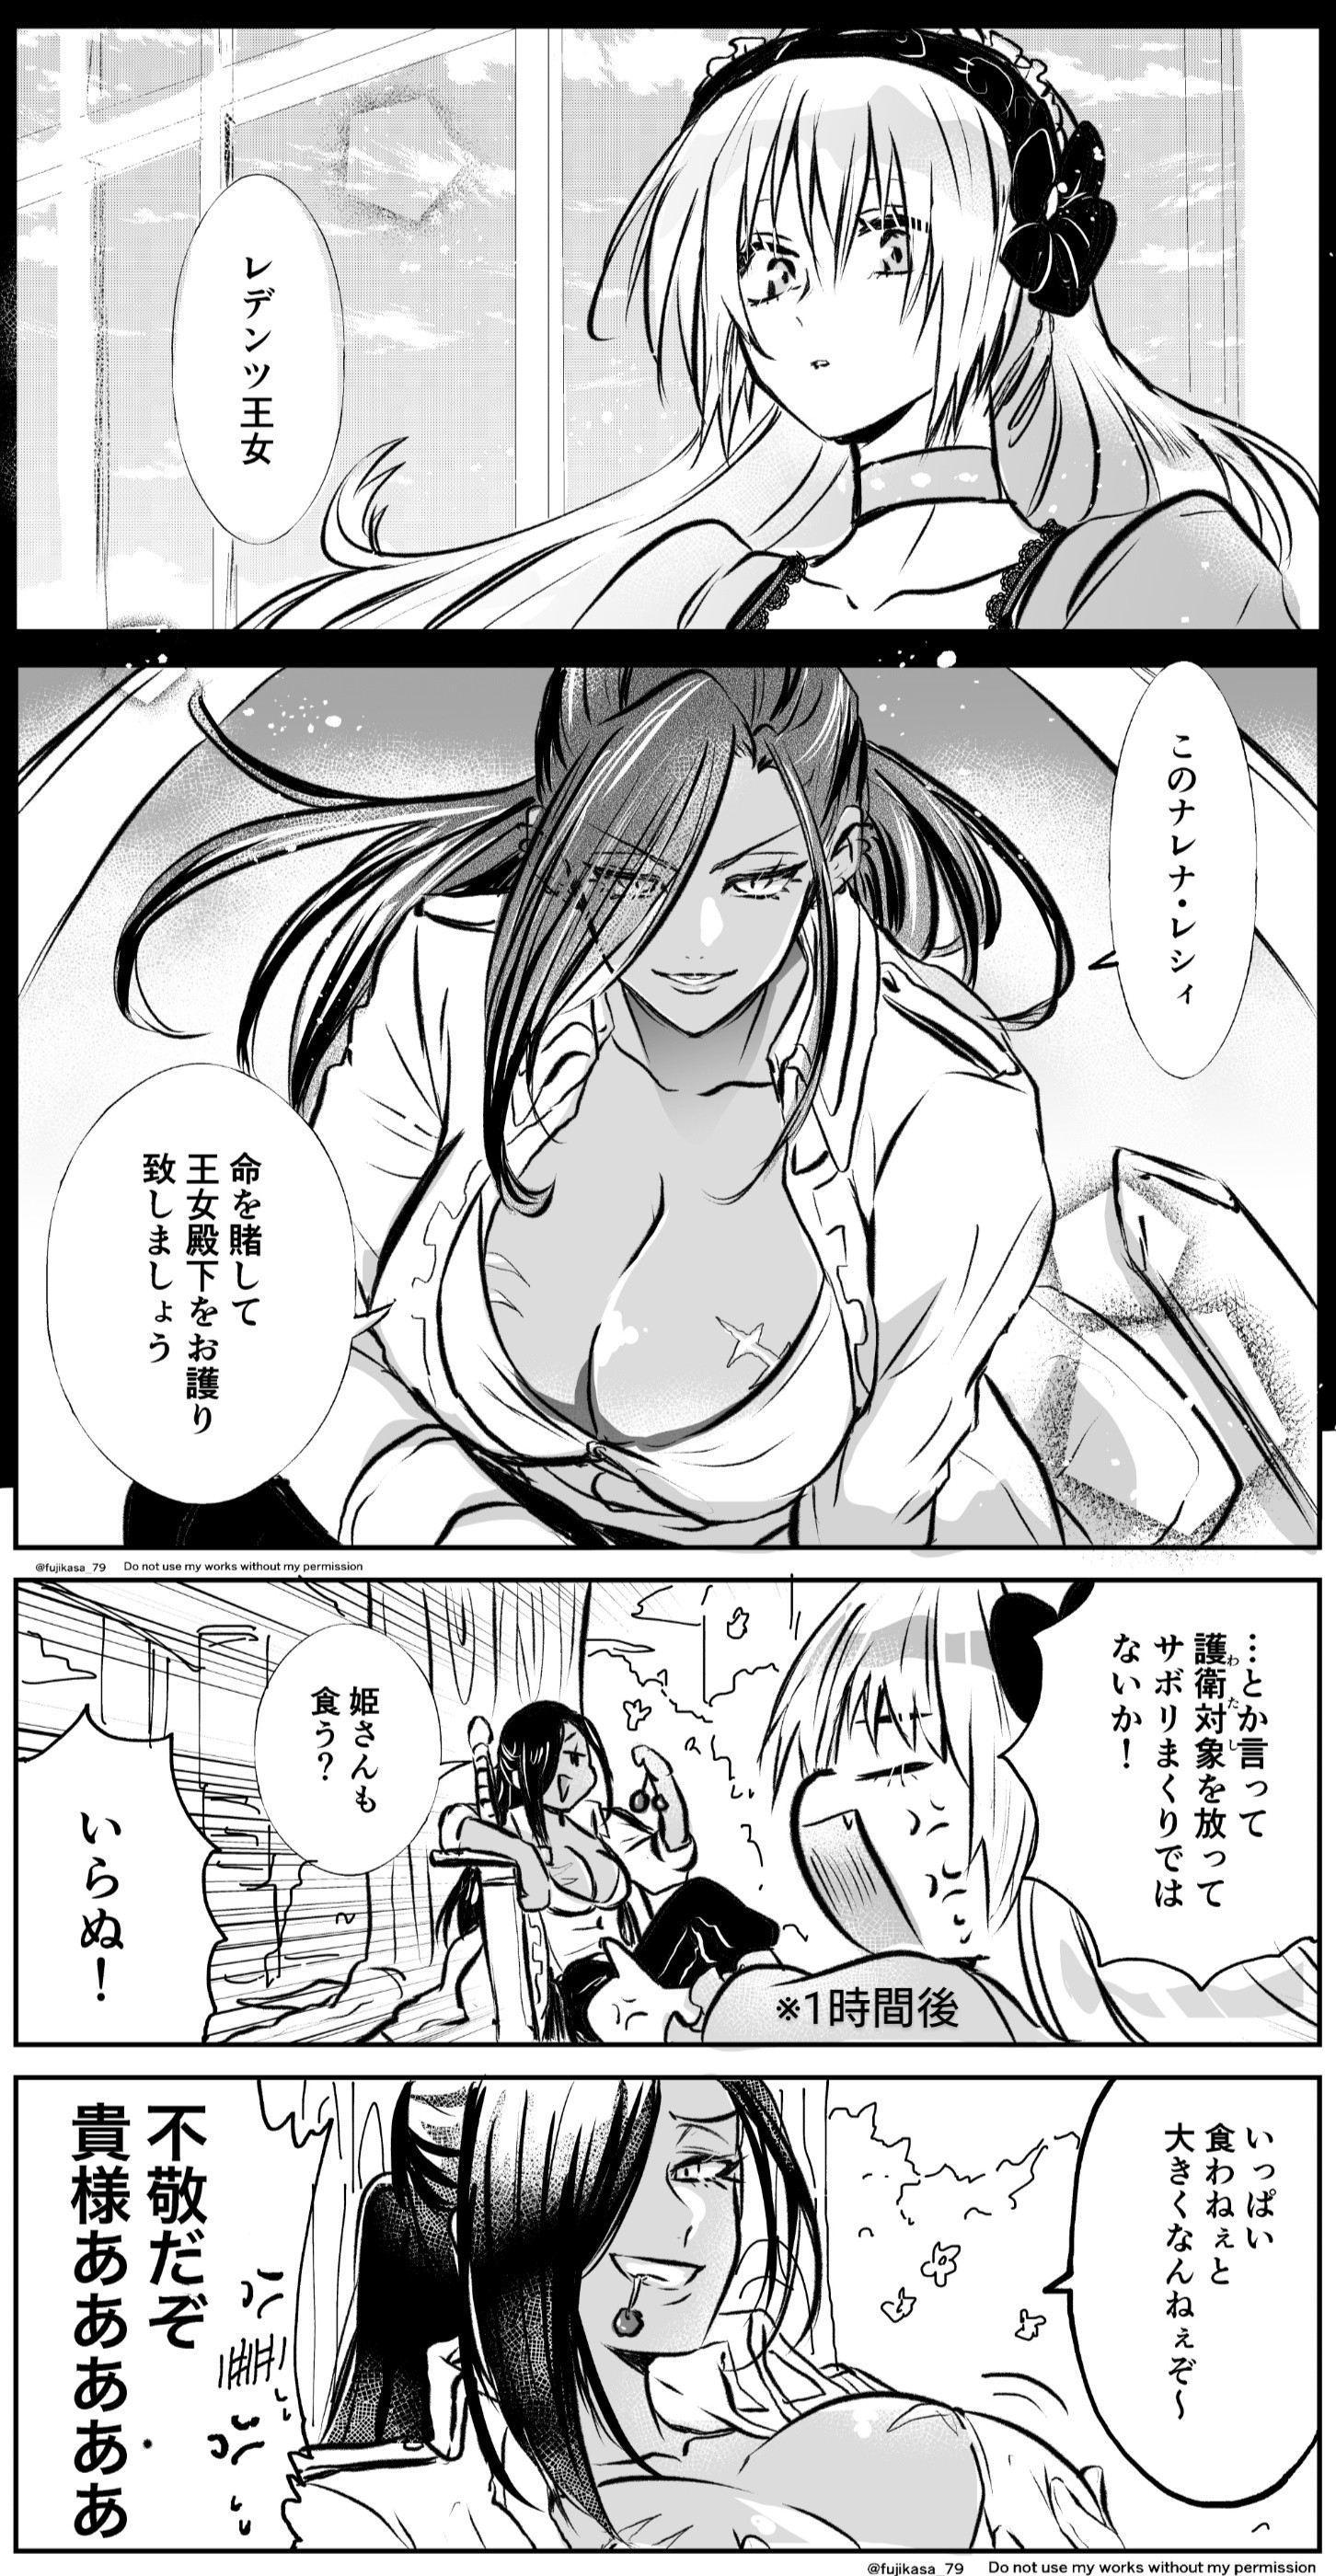 レデンツ王女
このナレナ・レシィ
命を賭して
王女殿下をお護り
致しましょう
@fujikasa_79 Do not use my works without my permission
…とか言って
護衛対象を放って
わたし
サボりまくりでは
ないか!
姫さんも
食う?
いらぬ!
※1時間後
いっぱい
食わねぇと
大きくなんねぇぞ~
不敬だぞ
貴様ああああああ
@fujikasa_79 Do not use my works without my permission